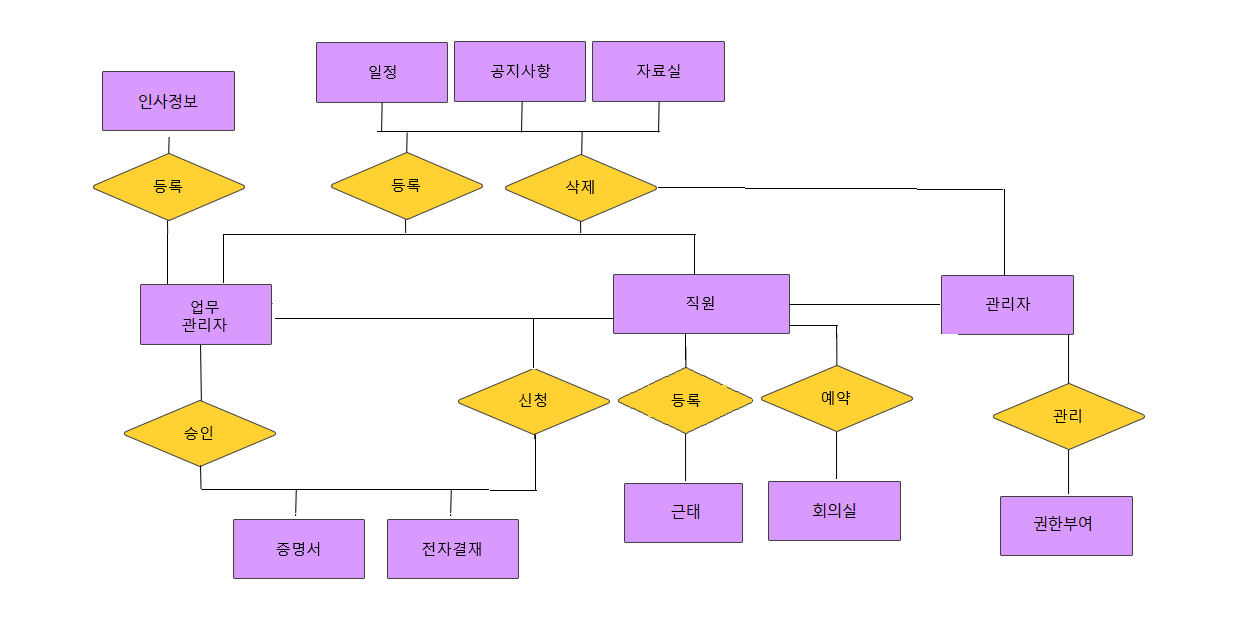 일정
공지사항
자료실
인사정보
등록
등록
삭제
업무
관리자
직원
관리자
승인
신청
등록
예약
관리
증명서
전자결재
근태
회의실
권한부여